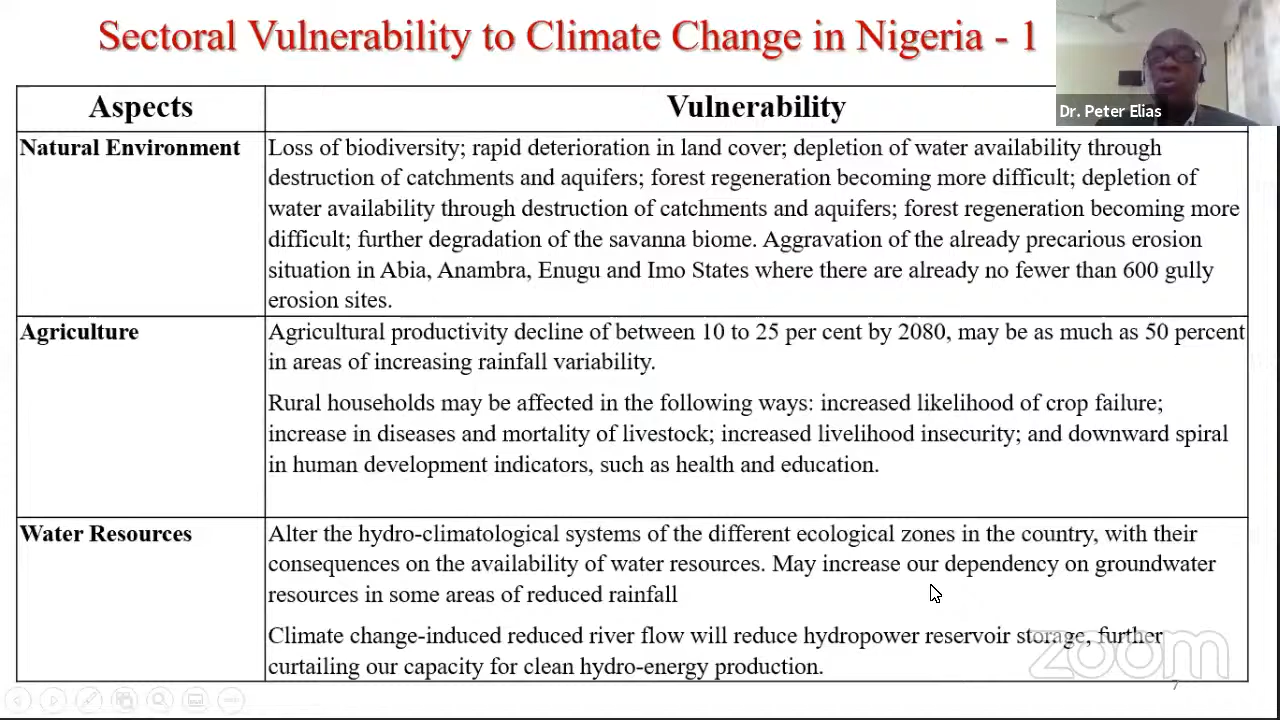 Sectoral Vulnerability to Climate Change in Nigeria - 1
Dr. Peter Elias
Aspects
Vulnerability
Natural Environment
Loss of biodiversity; rapid deterioration in land cover; depletion of water availability through
destruction of catchments and aquifers; forest regeneration becoming more difficult; depletion of
water availability through destruction of catchments and aquifers; forest regeneration becoming more
difficult; further degradation of the savanna biome. Aggravation of the already precarious erosion
situation in Abia, Anambra, Enugu and Imo States where there are already no fewer than 600 gully
erosion sites.
Agriculture
Agricultural productivity decline of between 10 to 25 per cent by 2080, may be as much as 50 percent
in areas of increasing rainfall variability.
Rural households may be affected in the following ways: increased likelihood of crop failure;
increase in diseases and mortality of livestock; increased livelihood insecurity; and downward spiral
in human development indicators, such as health and education.
Water Resources
Alter the hydro-climatological systems of the different ecological zones in the country, with their
consequences on the availability of water resources. May increase our dependency on groundwater
resources in some areas of reduced rainfall
Climate change-induced reduced river flow will reduce hydropower reservoir storage, further
curtailing our capacity for clean hydro-energy production.
zoom
7